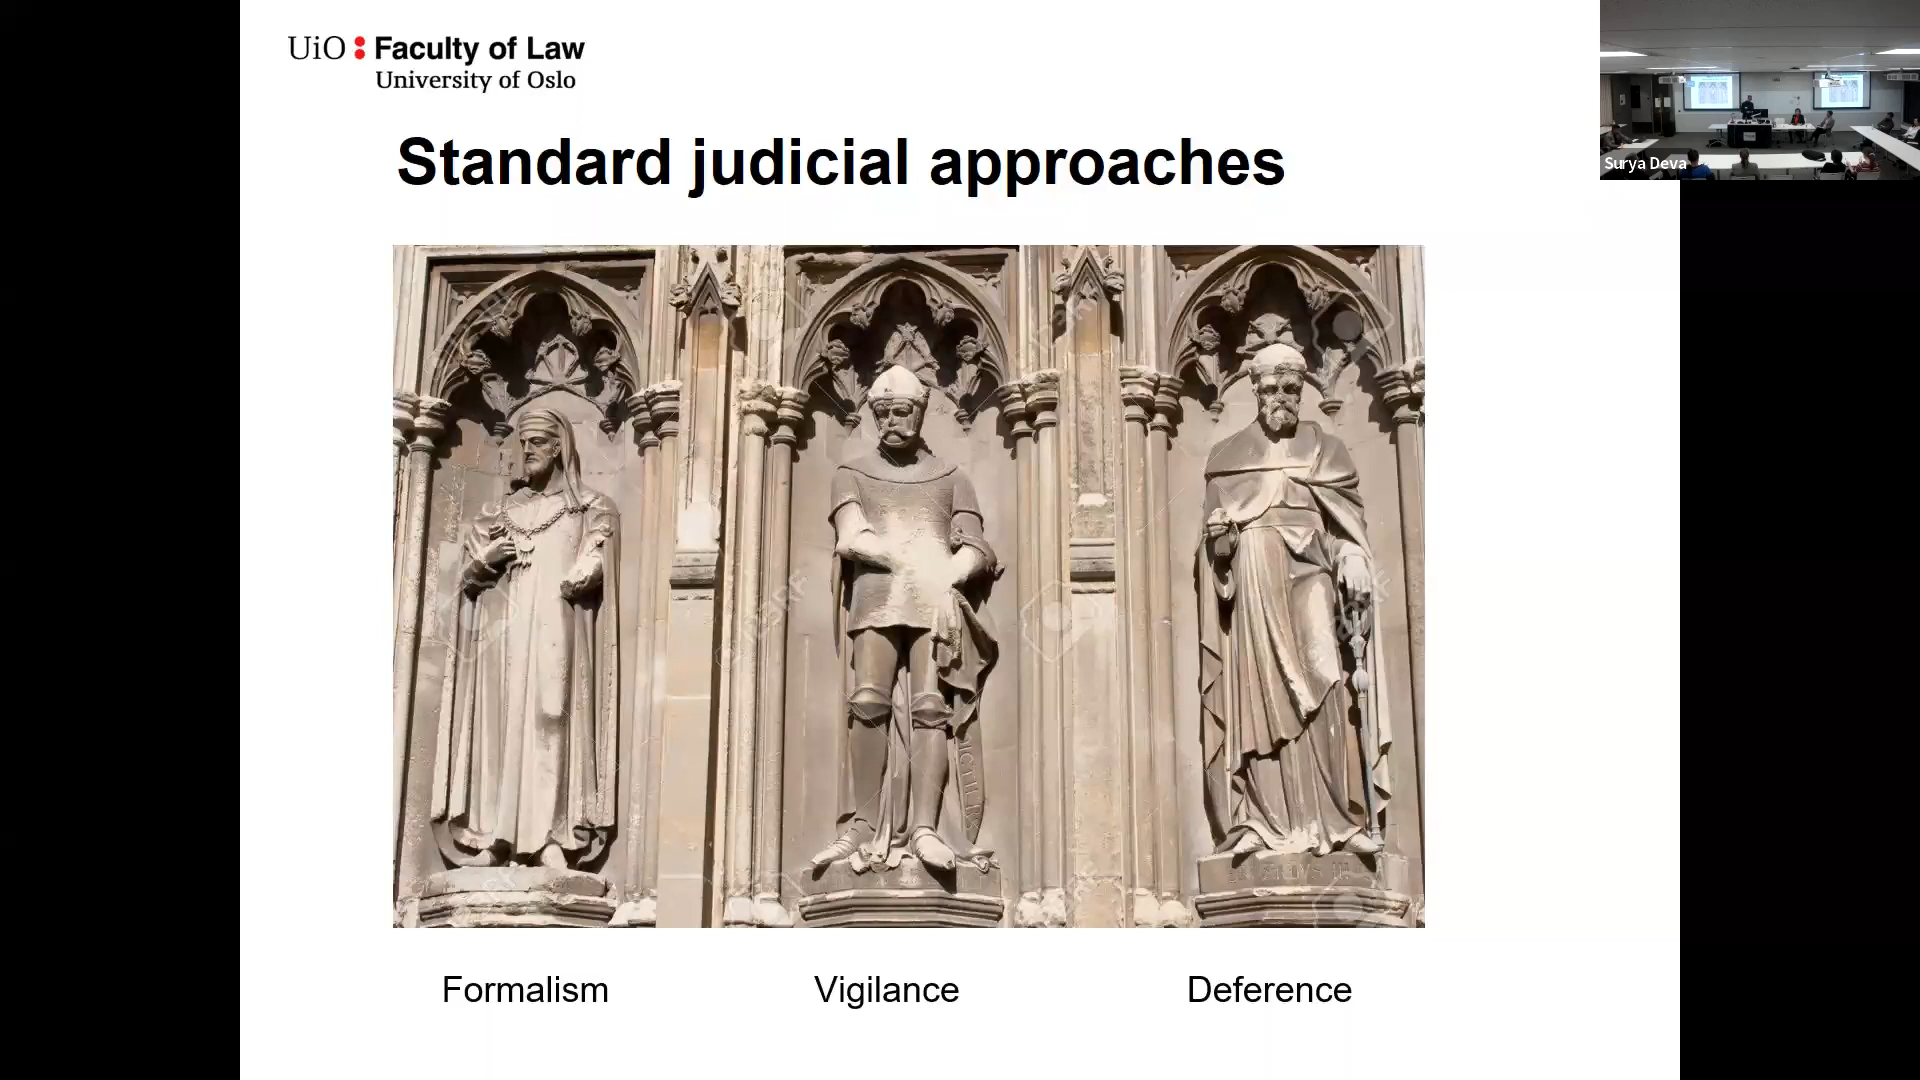 UiO : Faculty of Law
University of Oslo
Standard judicial approaches
Surya Deva
Formalism
Vigilance
Deference